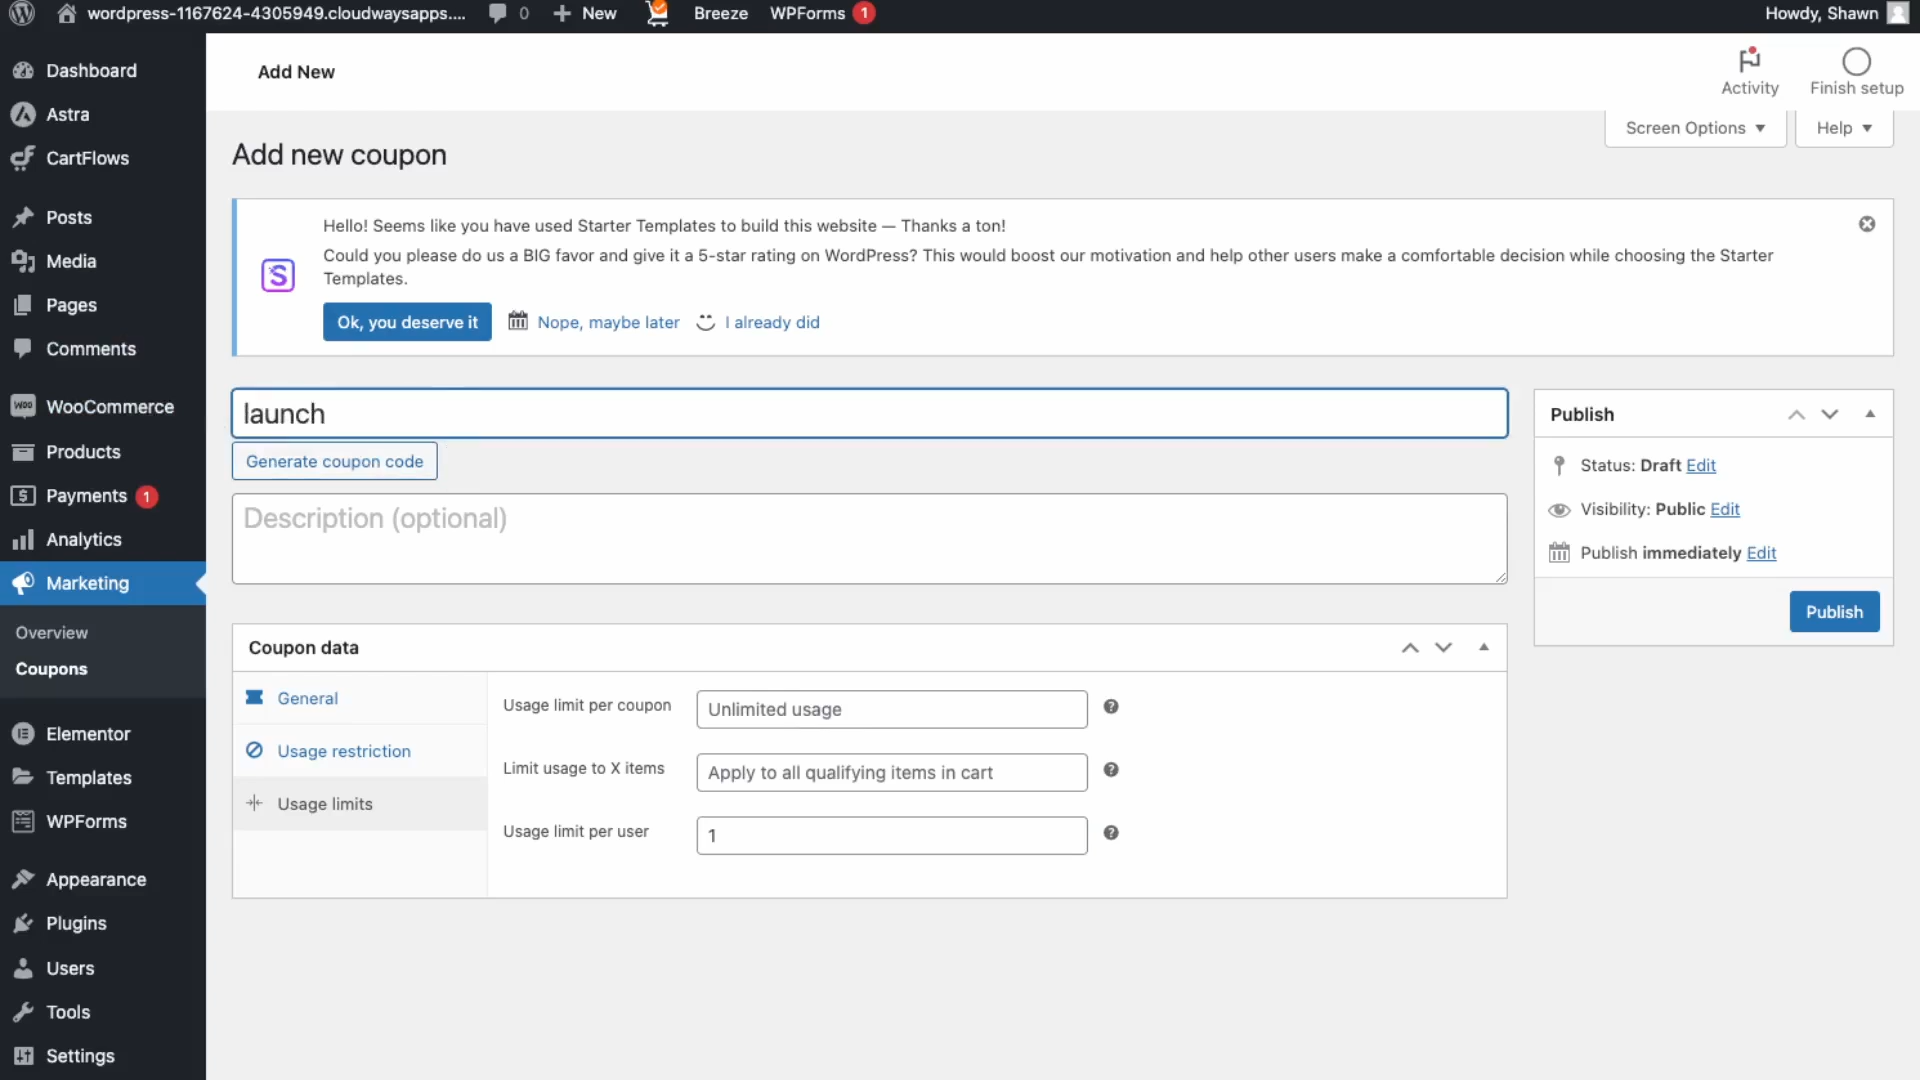 wordpress-1167624-4305949.cloudwaysapps.... 0 New Breeze WPForms 1 Howdy, Shawn
Dashboard
Astra
CartFlows
Posts
Media
Pages
Comments
WooCommerce
Products
Payments 1
Analytics
Marketing
Overview
Coupons
Elementor
Templates
WPForms
Appearance
Plugins
Users
Tools
Settings
Add New
Activity
Finish setup
Screen Options
Help
Add new coupon
Hello! Seems like you have used Starter Templates to build this website — Thanks a ton!
Could you please do us a BIG favor and give it a 5-star rating on WordPress? This would boost our motivation and help other users make a comfortable decision while choosing the Starter
Templates.
Ok, you deserve it Nope, maybe later I already did
launch
Generate coupon code
Description (optional)
Coupon data
General
Usage restriction
Usage limits
Usage limit per coupon Unlimited usage
Limit usage to X items Apply to all qualifying items in cart
Usage limit per user 1
Publish
Status: Draft Edit
Visibility: Public Edit
Publish immediately Edit
Publish